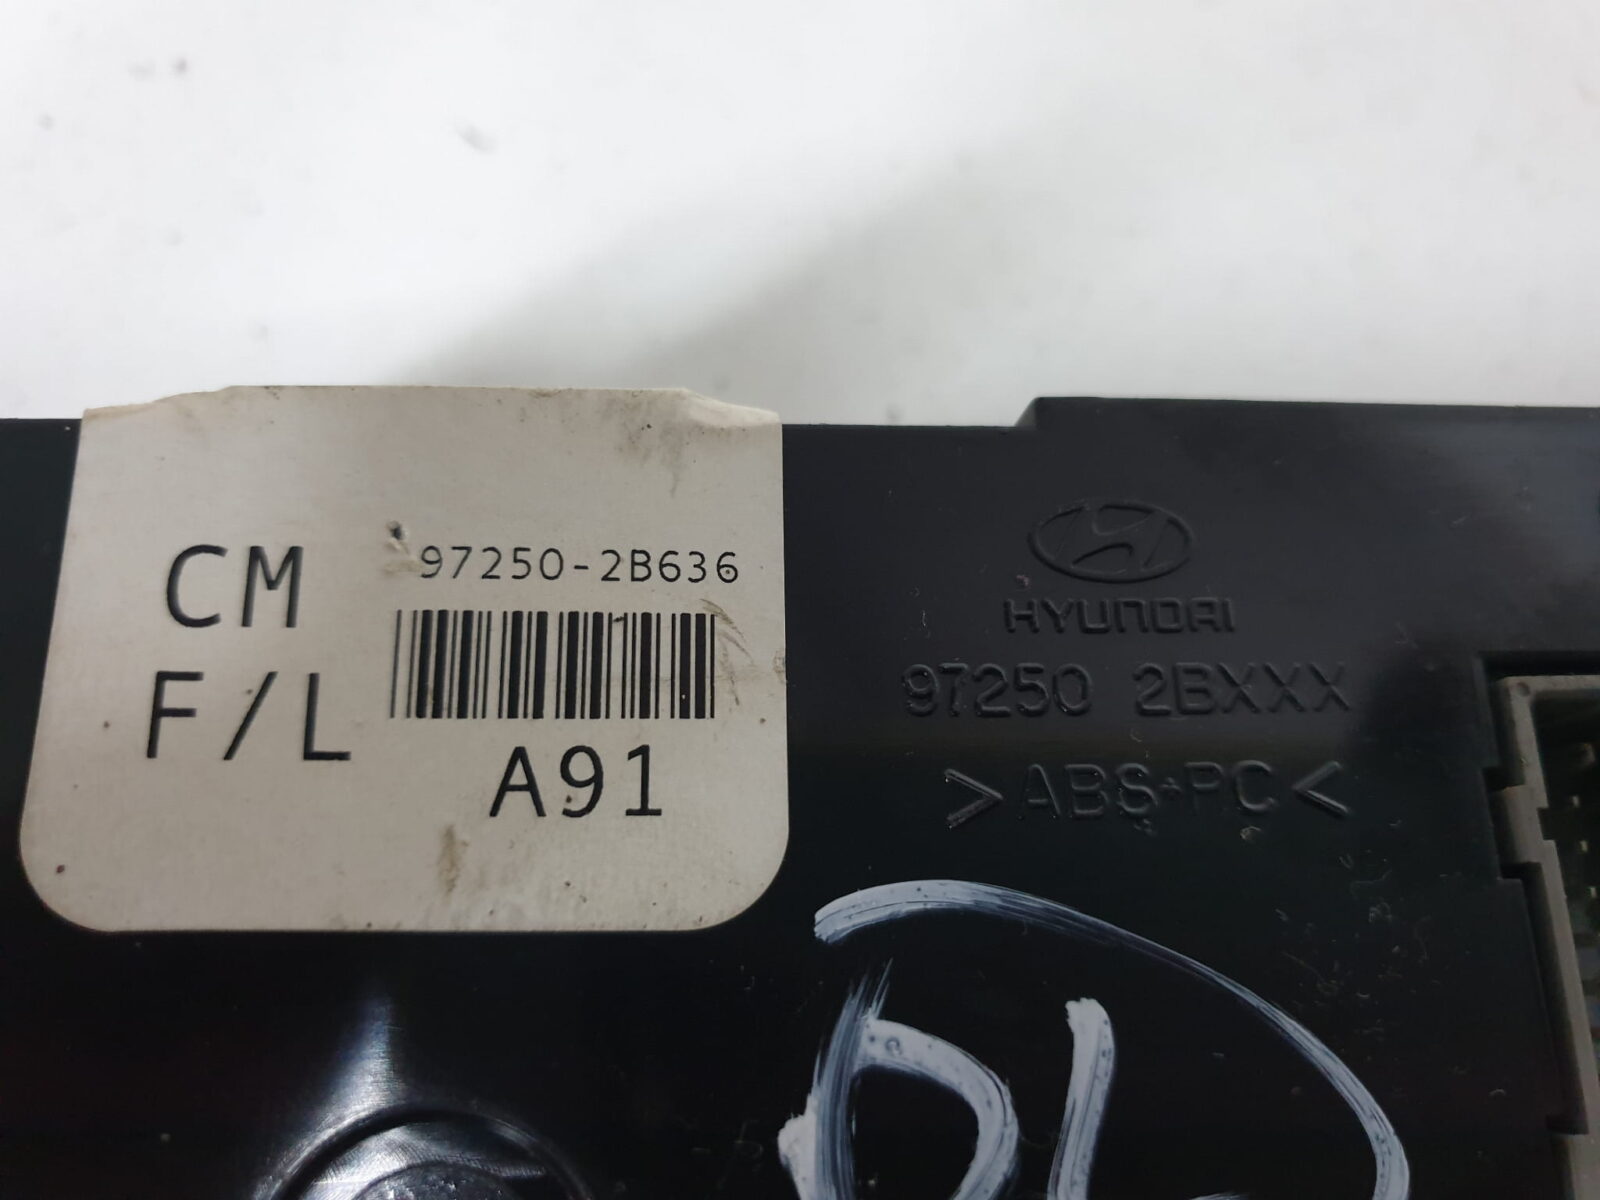 CM
97250-2B636
F/L
A91
HYUNDAI
97250 2BXXX
>ABS+PC<